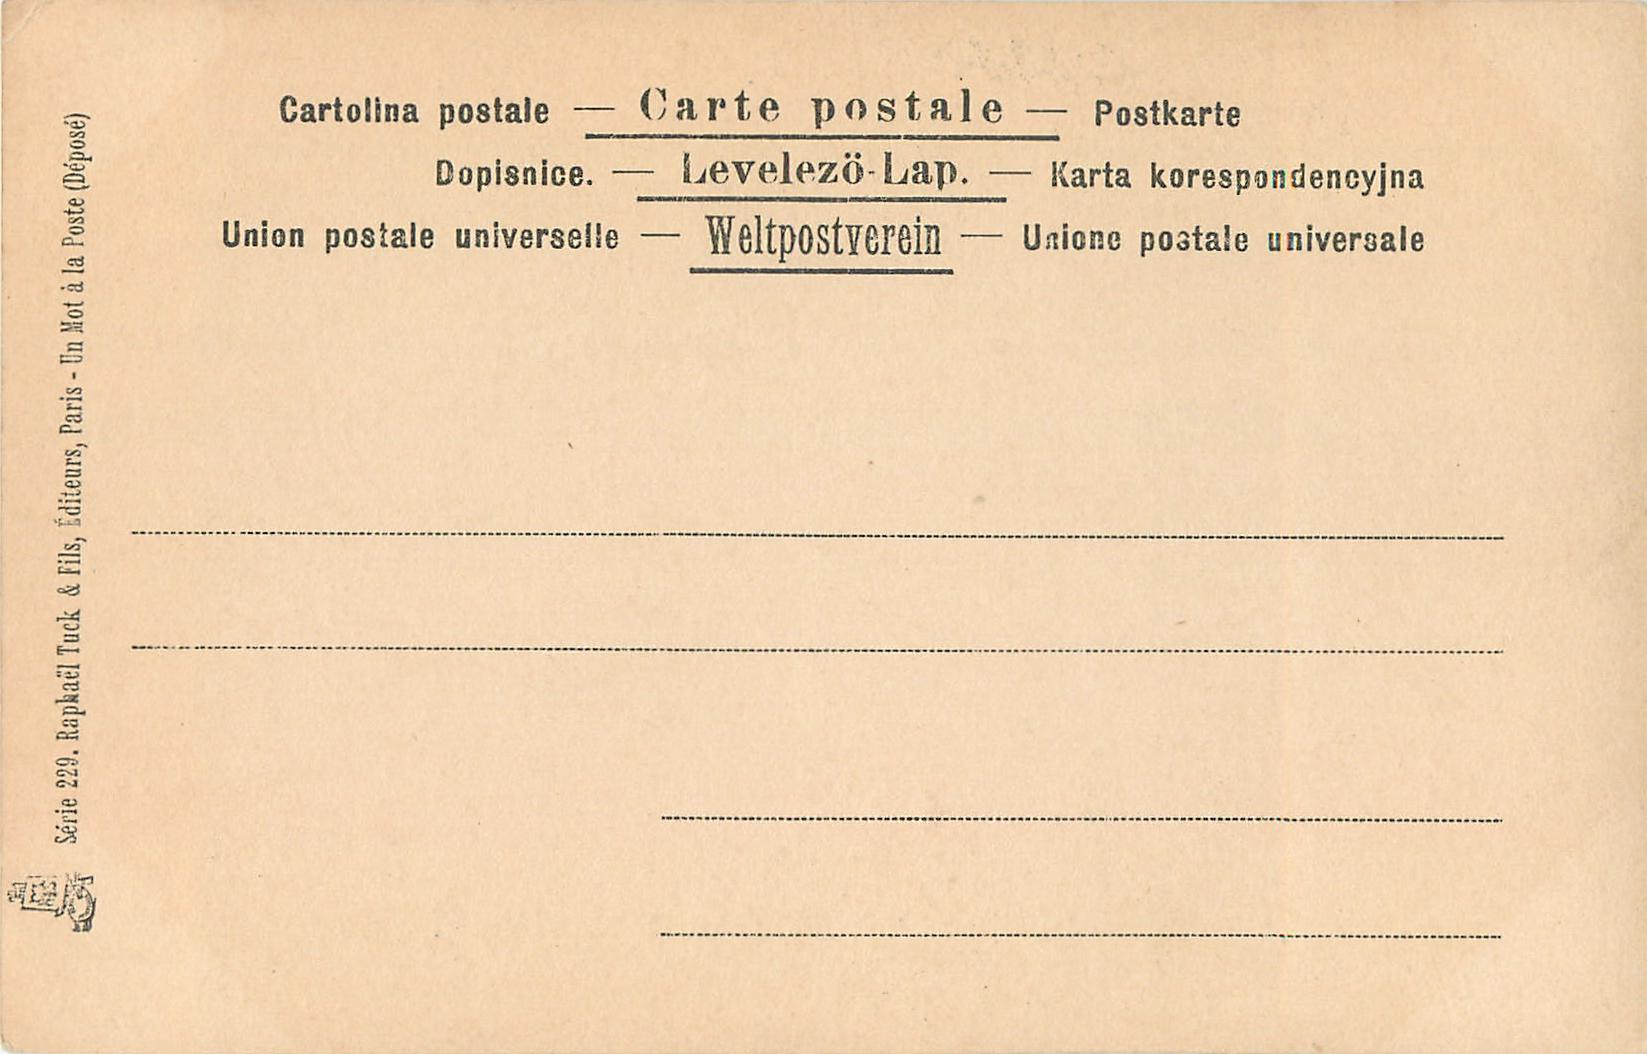 Cartolina postale — Carte postale — Postkarte
Dopisnice. — Levelezö-Lap. — Karta korespondencyjna
Union postale universelle — Weltpostverein — Unione postale universale
Série 229. Raphaël Tuck & Fils, Éditeurs, Paris - Un Mot à la Poste (Déposé)